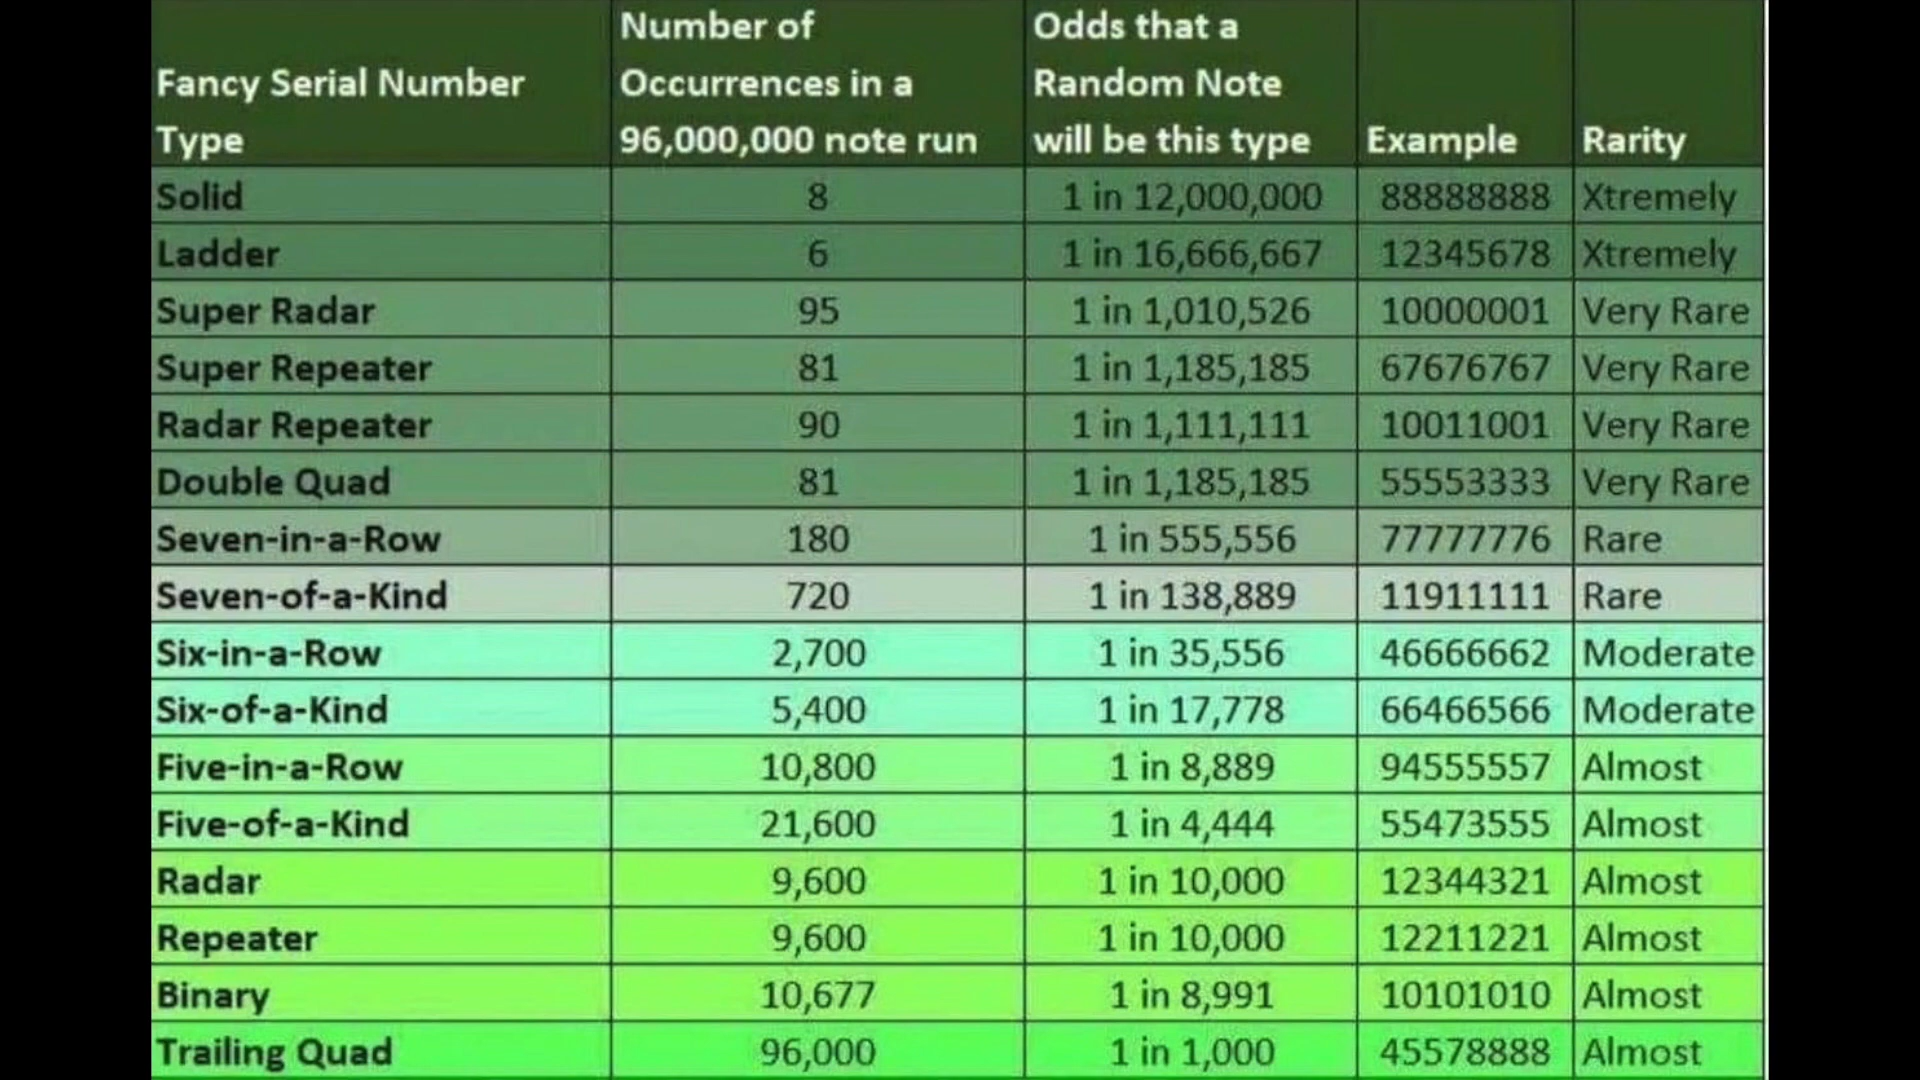 Fancy Serial Number Type | Number of Occurrences in a 96,000,000 note run | Odds that a Random Note will be this type | Example | Rarity
Solid | 8 | 1 in 12,000,000 | 88888888 | Xtremely
Ladder | 6 | 1 in 16,666,667 | 12345678 | Xtremely
Super Radar | 95 | 1 in 1,010,526 | 10000001 | Very Rare
Super Repeater | 81 | 1 in 1,185,185 | 67676767 | Very Rare
Radar Repeater | 90 | 1 in 1,111,111 | 10011001 | Very Rare
Double Quad | 81 | 1 in 1,185,185 | 55553333 | Very Rare
Seven-in-a-Row | 180 | 1 in 555,556 | 77777776 | Rare
Seven-of-a-Kind | 720 | 1 in 138,889 | 11911111 | Rare
Six-in-a-Row | 2,700 | 1 in 35,556 | 46666662 | Moderate
Six-of-a-Kind | 5,400 | 1 in 17,778 | 66466566 | Moderate
Five-in-a-Row | 10,800 | 1 in 8,889 | 94555557 | Almost
Five-of-a-Kind | 21,600 | 1 in 4,444 | 55473555 | Almost
Radar | 9,600 | 1 in 10,000 | 12344321 | Almost
Repeater | 9,600 | 1 in 10,000 | 12211221 | Almost
Binary | 10,677 | 1 in 8,991 | 10101010 | Almost
Trailing Quad | 96,000 | 1 in 1,000 | 45578888 | Almost